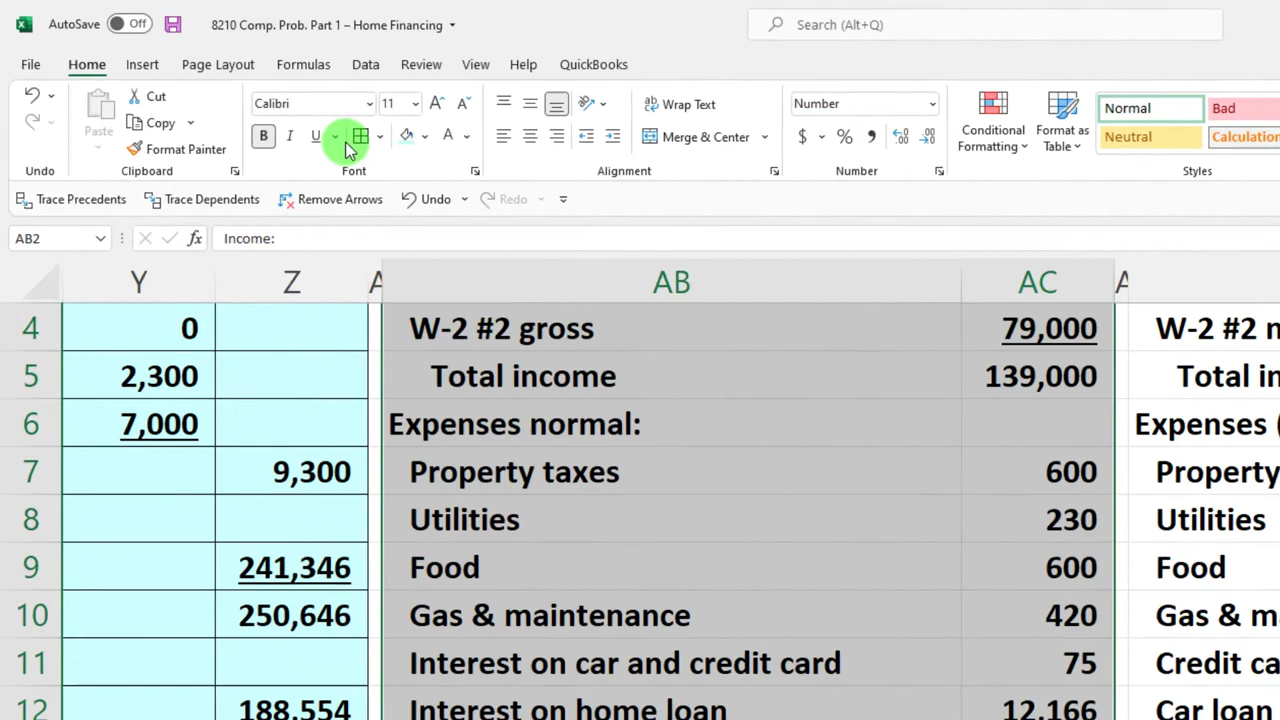 AutoSave Off 8210 Comp. Prob. Part 1 – Home Financing Search (Alt+Q)
File Home Insert Page Layout Formulas Data Review View Help QuickBooks
Paste Cut Copy Format Painter
Calibri 11
B I U A
Wrap Text
Merge & Center
Number
$ % 9
Conditional Formatting
Format as Table
Normal Bad
Neutral Calculation
Undo Clipboard Font Alignment Number Styles
Trace Precedents Trace Dependents Remove Arrows Undo Redo
AB2 fx Income:
Y Z AB AC
4 0 W-2 #2 gross 79,000 W-2 #2
5 2,300 Total income 139,000 Total
6 7,000 Expenses normal: Expenses
7 9,300 Property taxes 600 Property
8 Utilities 230 Utilities
9 241,346 Food 600 Food
10 250,646 Gas & maintenance 420 Gas &
11 Interest on car and credit card 75 Credit
12 188,554 Interest on home loan 12,166 Car loan